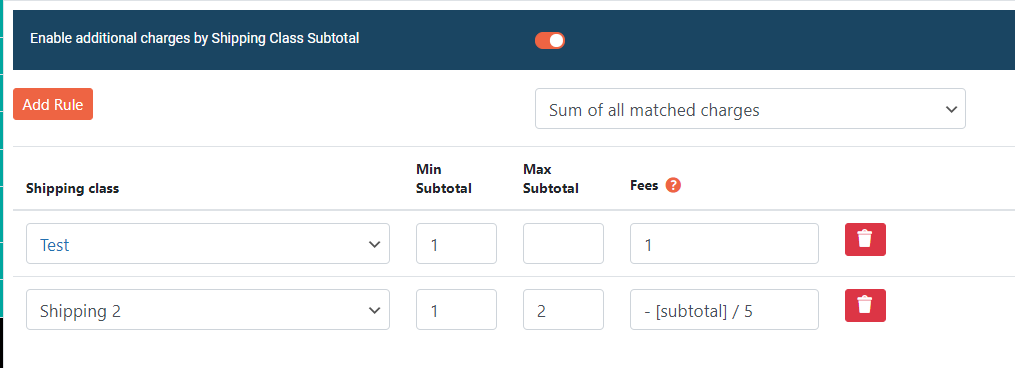 Enable additional charges by Shipping Class Subtotal
Add Rule
Sum of all matched charges
Shipping class
Min
Subtotal
Max
Subtotal
Fees ?
Test
1
1
Shipping 2
1
2
- [subtotal] / 5